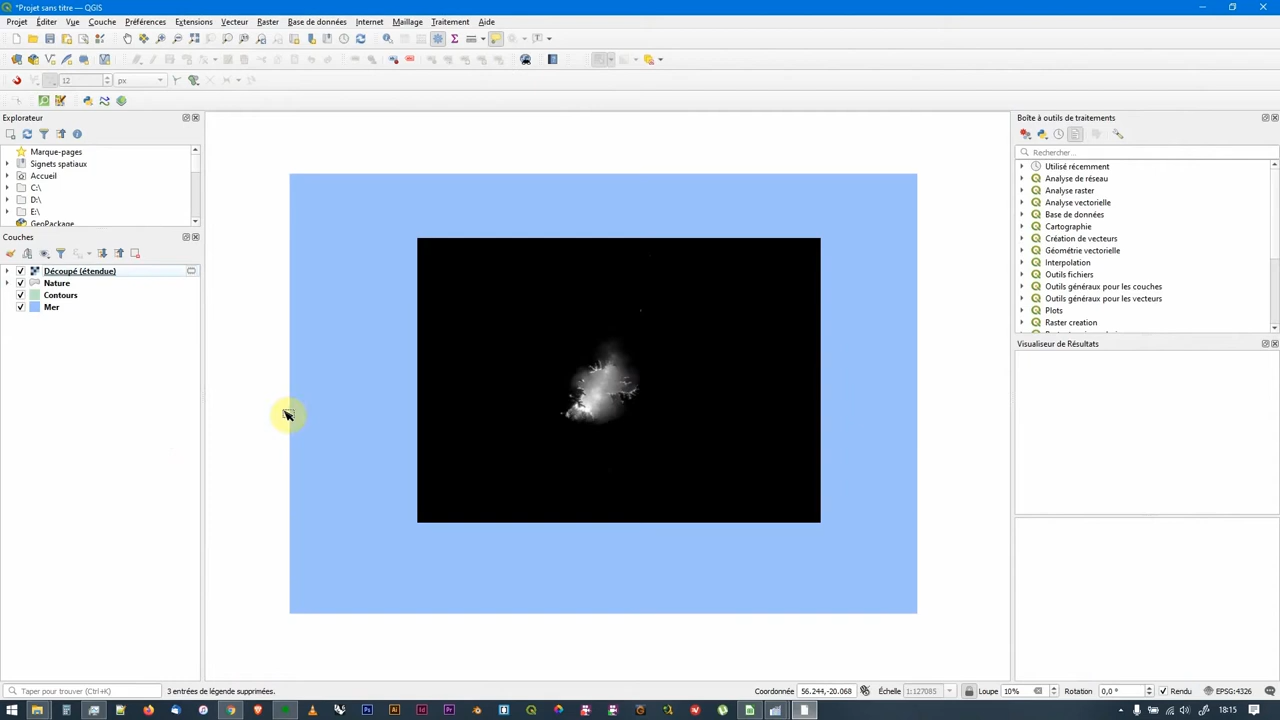 *Projet sans titre — QGIS
Projet Éditer Vue Couche Préférences Extensions Vecteur Raster Base de données Internet Maillage Traitement Aide
12 px
Explorateur
Marque-pages
Signets spatiaux
Accueil
C:\
D:\
E:\
GeoPackage
Couches
Découpé (étendue)
Nature
Contours
Mer
Boîte à outils de traitements
Rechercher...
Utilisé récemment
Analyse de réseau
Analyse raster
Analyse vectorielle
Base de données
Cartographie
Création de vecteurs
Géométrie vectorielle
Interpolation
Outils fichiers
Outils généraux pour les couches
Outils généraux pour les vecteurs
Plots
Raster creation
Visualiseur de Résultats
Taper pour trouver (Ctrl+K) 3 entrées de légende supprimées. Coordonnée 56.244,-20.068 Échelle 1:127085 Loupe 10% Rotation 0,0 ° Rendu EPSG:4326
18:15